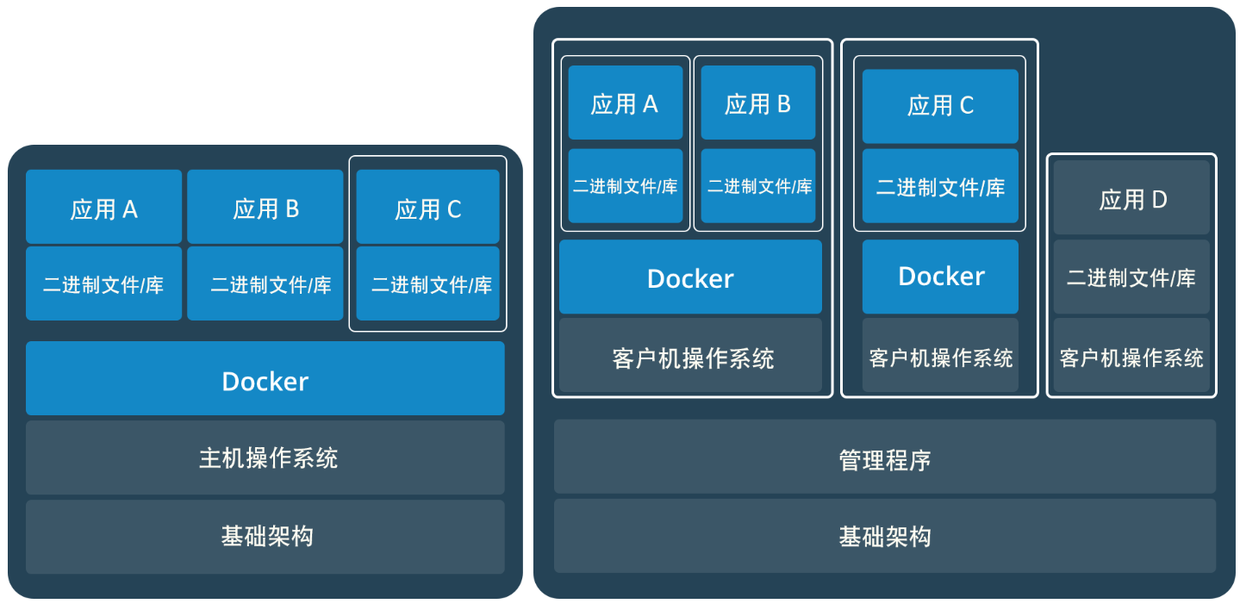 应用 A
应用 B
应用 C
二进制文件/库
二进制文件/库
二进制文件/库
Docker
主机操作系统
基础架构
应用 A
应用 B
二进制文件/库
二进制文件/库
Docker
客户机操作系统
应用 C
二进制文件/库
Docker
客户机操作系统
应用 D
二进制文件/库
客户机操作系统
管理程序
基础架构